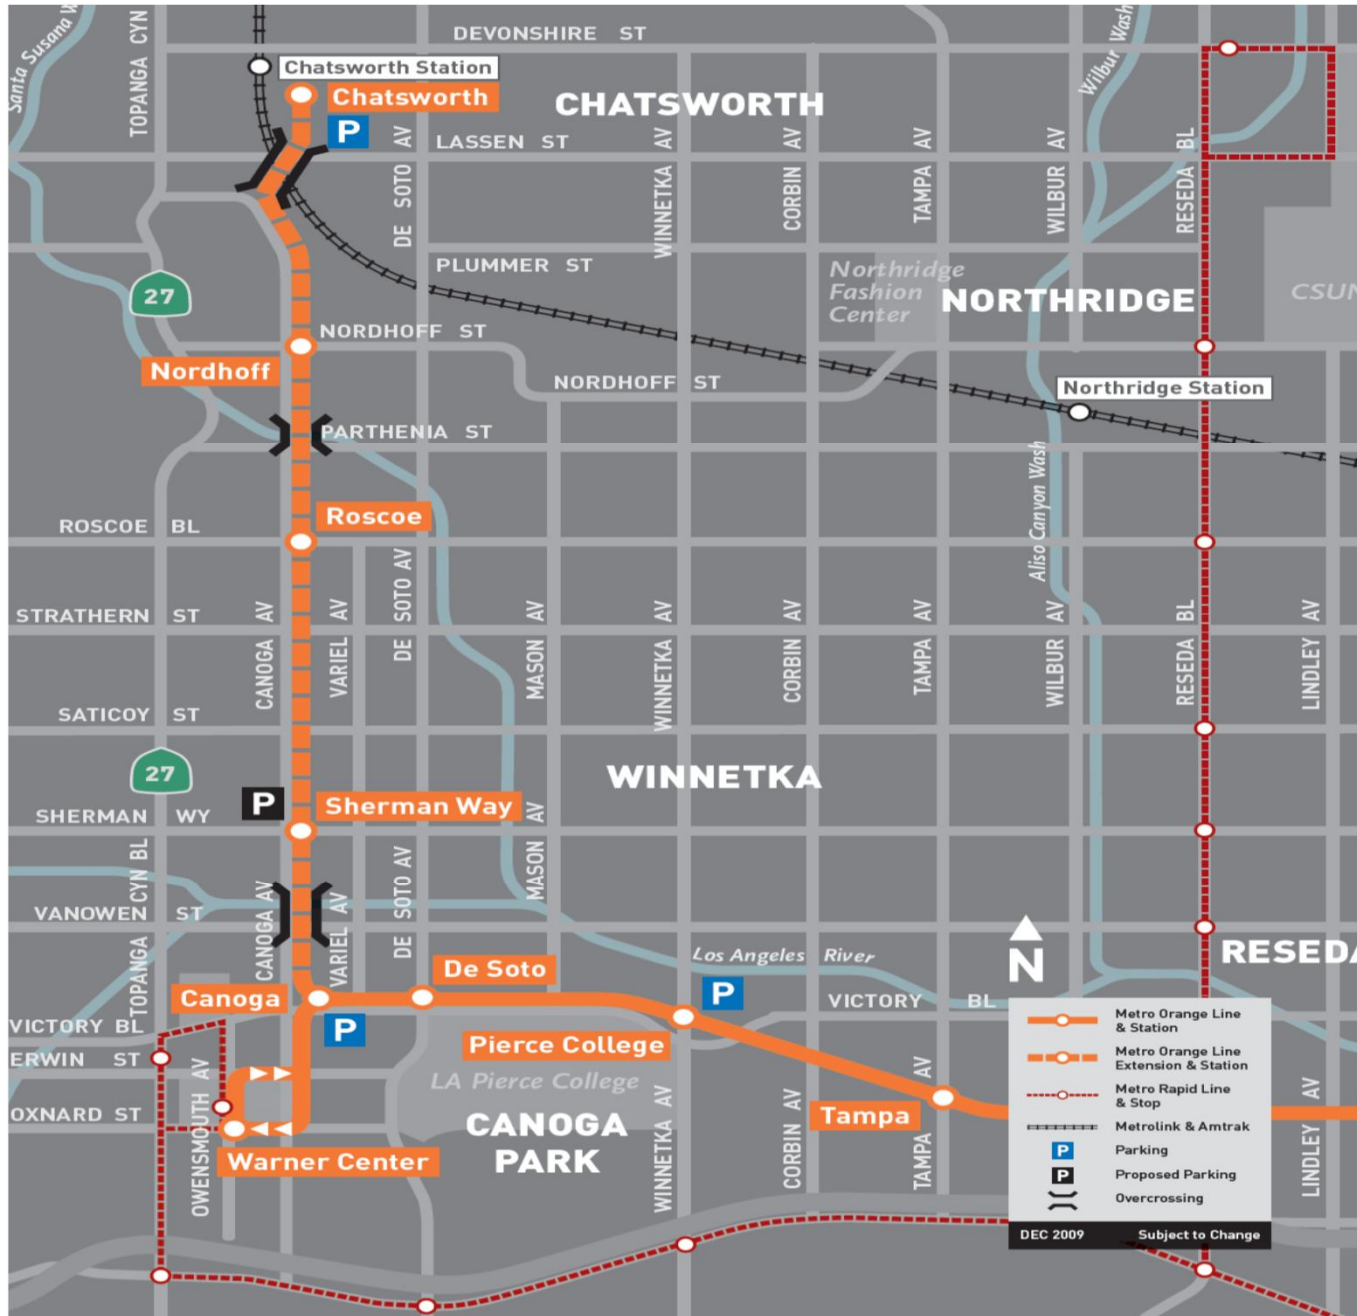 Santa Susana W
TOPANGA CYN
DEVONSHIRE ST
Wilbur Wash
Chatsworth Station
Chatsworth
P
CHATSWORTH
DE SOTO AV
LASSEN ST
WINNETKA AV
CORBIN AV
TAMPA AV
WILBUR AV
RESEDA BL
PLUMMER ST
Northridge
Fashion
Center
NORTHRIDGE
CSUN
27
NORDHOFF ST
Nordhoff
NORDHOFF ST
Northridge Station
PARTHENIA ST
Aliso Canyon Wash
Roscoe
ROSCOE BL
STRATHERN ST
CANOGA AV
VARIEL AV
DE SOTO AV
MASON AV
WINNETKA AV
CORBIN AV
TAMPA AV
WILBUR AV
RESEDA BL
LINDLEY AV
SATICOY ST
27
WINNETKA
P
Sherman Way
SHERMAN WY
TOPANGA CYN BL
CANOGA AV
VARIEL AV
DE SOTO AV
MASON AV
VANOWEN ST
Los Angeles River
N
RESEDA
De Soto
Canoga
P
P
VICTORY BL
VICTORY BL
Pierce College
ERWIN ST
LA Pierce College
OWENSMOUTH AV
OXNARD ST
CANOGA
PARK
Warner Center
WINNETKA AV
CORBIN AV
Tampa
TAMPA AV
LINDLEY AV
Metro Orange Line
& Station
Metro Orange Line
Extension & Station
Metro Rapid Line
& Stop
Metrolink & Amtrak
P Parking
P Proposed Parking
Overcrossing
DEC 2009 Subject to Change